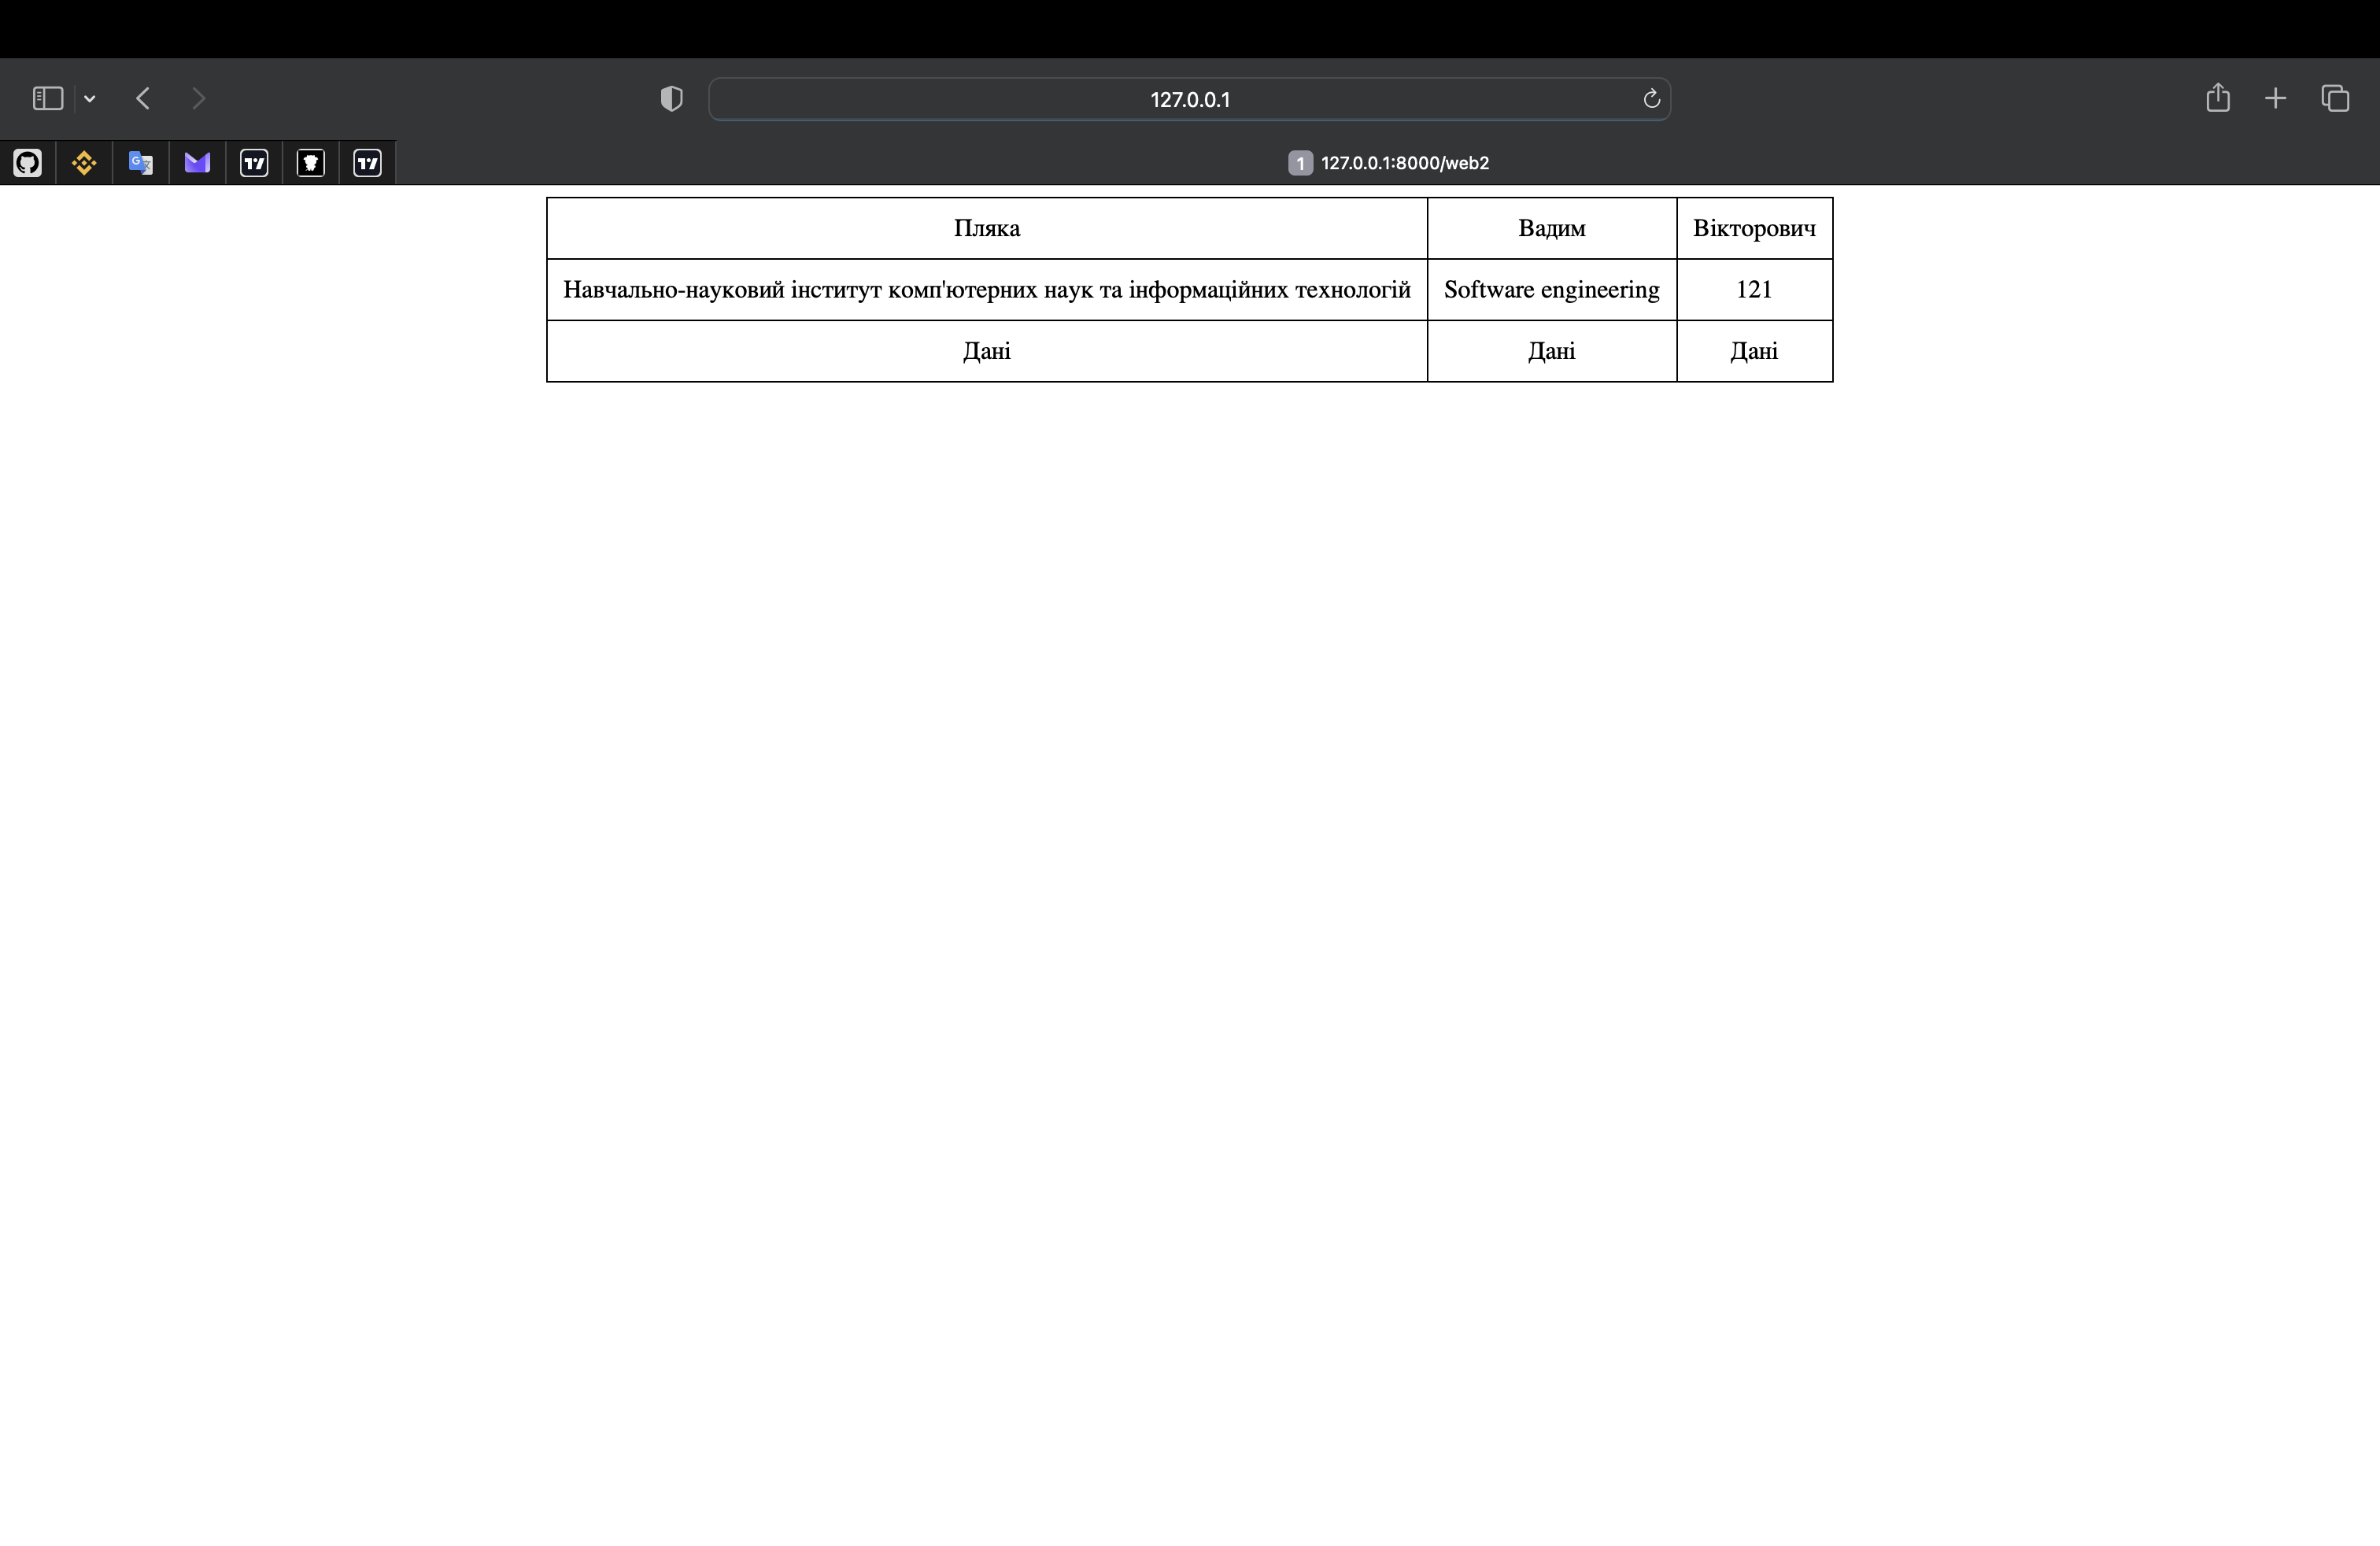 127.0.0.1
1 127.0.0.1:8000/web2
Пляка Вадим Вікторович
Навчально-науковий інститут комп'ютерних наук та інформаційних технологій Software engineering 121
Дані Дані Дані